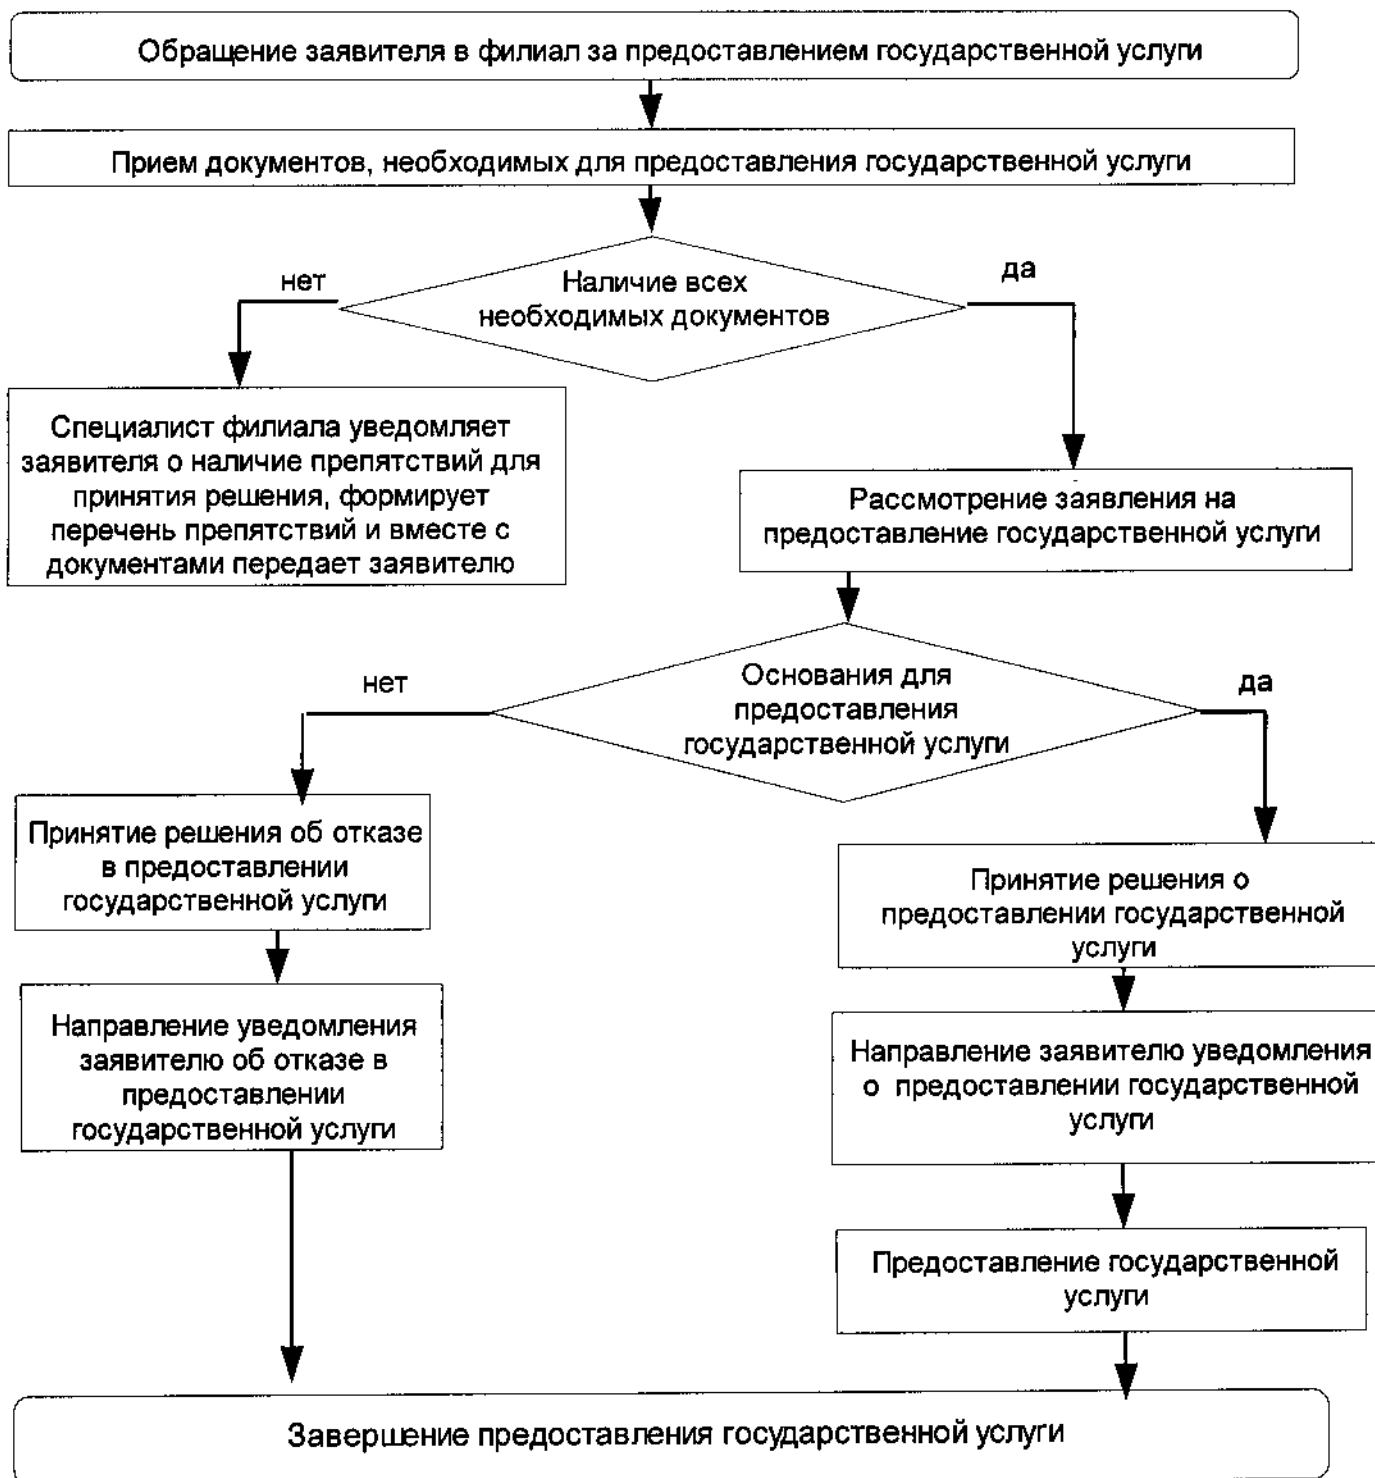 Обращение заявителя в филиал за предоставлением государственной услуги
Прием документов, необходимых для предоставления государственной услуги
нет
Наличие всех
необходимых документов
да
Специалист филиала уведомляет
заявителя о наличие препятствий для
принятия решения, формирует
перечень препятствий и вместе с
документами передает заявителю
Рассмотрение заявления на
предоставление государственной услуги
нет
Основания для
предоставления
государственной услуги
да
Принятие решения об отказе
в предоставлении
государственной услуги
Принятие решения о
предоставлении государственной
услуги
Направление уведомления
заявителю об отказе в
предоставлении
государственной услуги
Направление заявителю уведомления
о предоставлении государственной
услуги
Предоставление государственной
услуги
Завершение предоставления государственной услуги